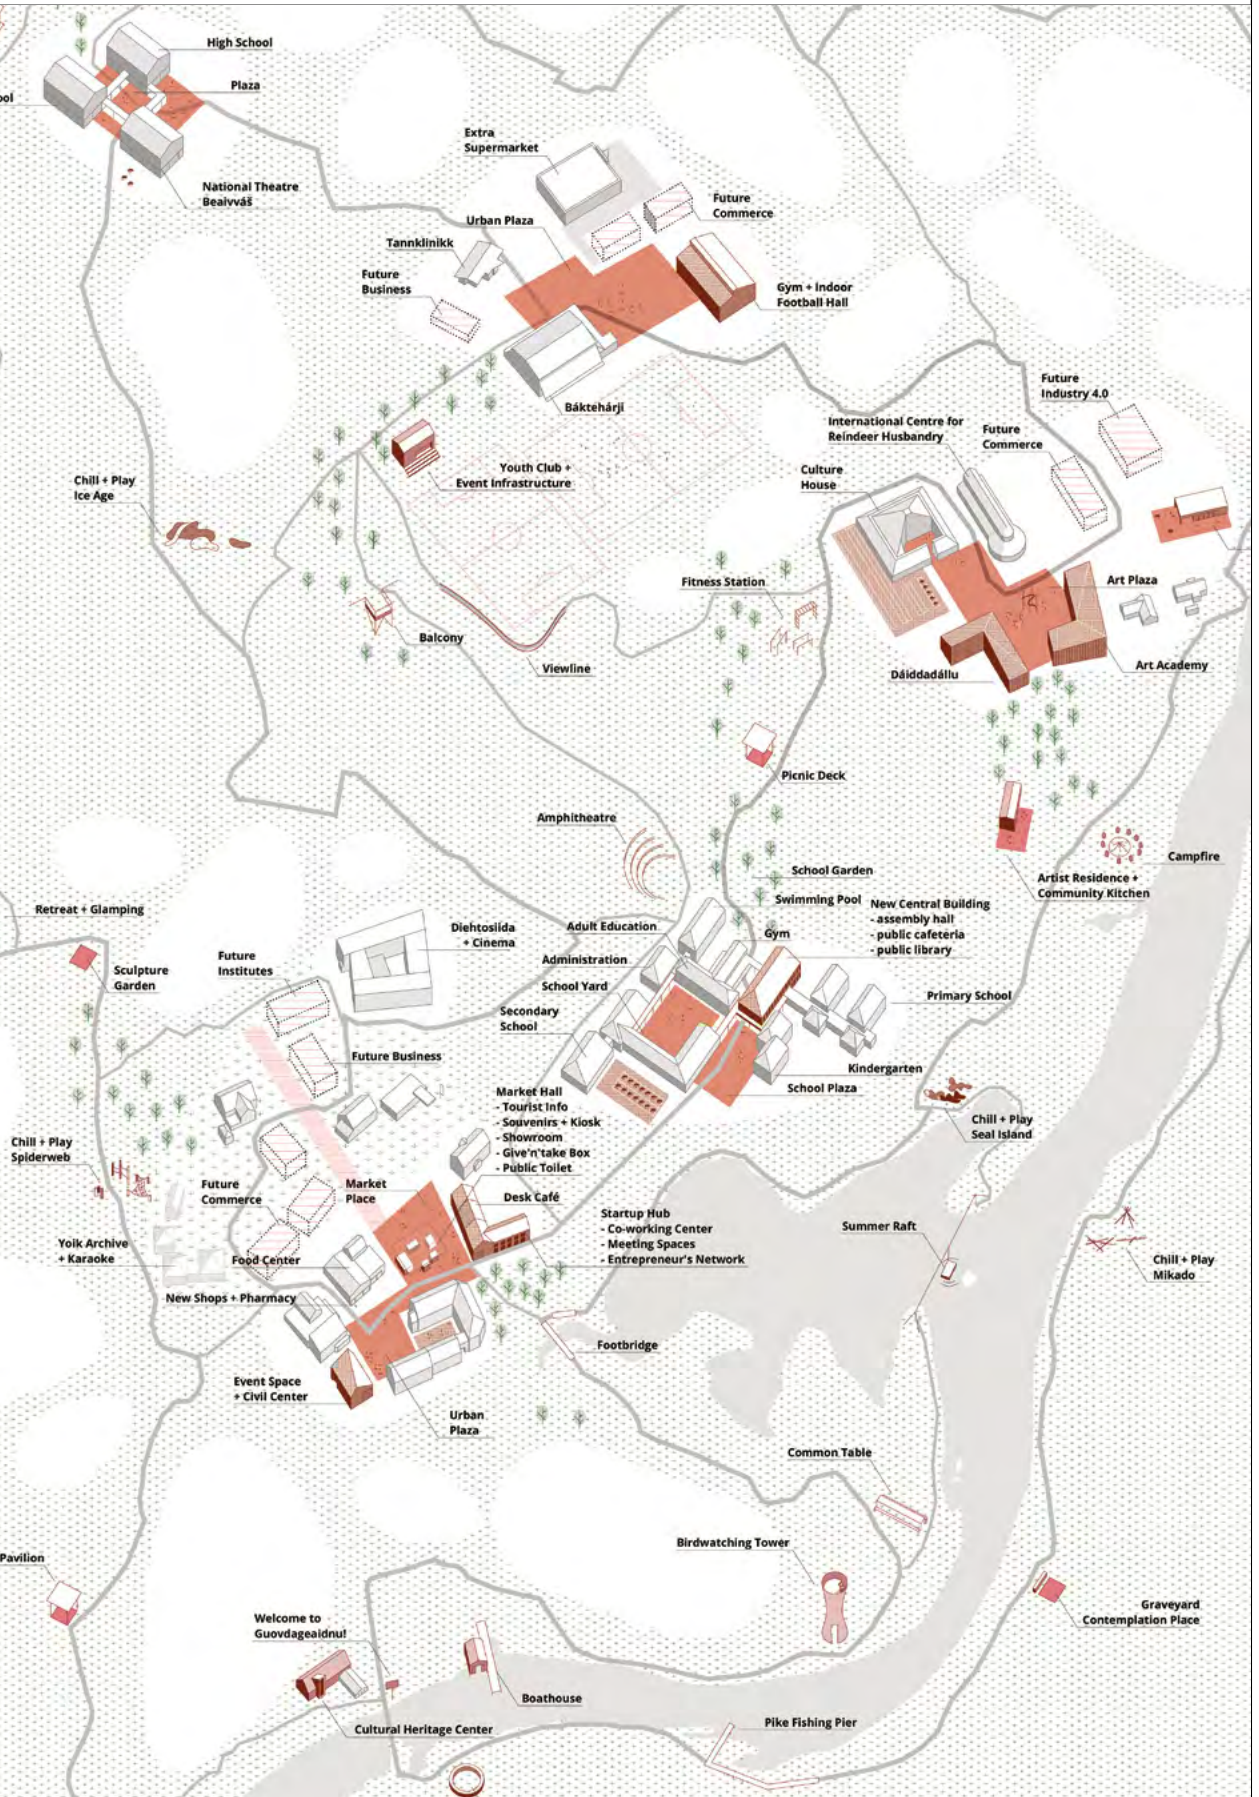 High School
ool
Plaza
National Theatre
Beaivváš
Extra
Supermarket
Future
Commerce
Urban Plaza
Tannklinikk
Future
Business
Gym + Indoor
Football Hall
Báktehárji
Future
Industry 4.0
International Centre for
Reindeer Husbandry
Future
Commerce
Culture
House
Youth Club +
Event Infrastructure
Chill + Play
Ice Age
Fitness Station
Art Plaza
Balcony
Viewline
Art Academy
Dáiddadállu
Picnic Deck
Amphitheatre
Campfire
School Garden
Artist Residence +
Community Kitchen
Swimming Pool
New Central Building
- assembly hall
- public cafeteria
- public library
Retreat + Glamping
Diehtosiida
+ Cinema
Adult Education
Gym
Sculpture
Garden
Future
Institutes
Administration
School Yard
Primary School
Secondary
School
Future Business
Kindergarten
School Plaza
Market Hall
- Tourist Info
- Souvenirs + Kiosk
- Showroom
- Give'n'take Box
- Public Toilet
Chill + Play
Seal Island
Chill + Play
Spiderweb
Future
Commerce
Market
Place
Desk Café
Startup Hub
- Co-working Center
- Meeting Spaces
- Entrepreneur's Network
Summer Raft
Yoik Archive
+ Karaoke
Food Center
Chill + Play
Mikado
New Shops + Pharmacy
Footbridge
Event Space
+ Civil Center
Urban
Plaza
Common Table
Birdwatching Tower
Pavilion
Graveyard
Contemplation Place
Welcome to
Guovdageaidnu!
Boathouse
Cultural Heritage Center
Pike Fishing Pier